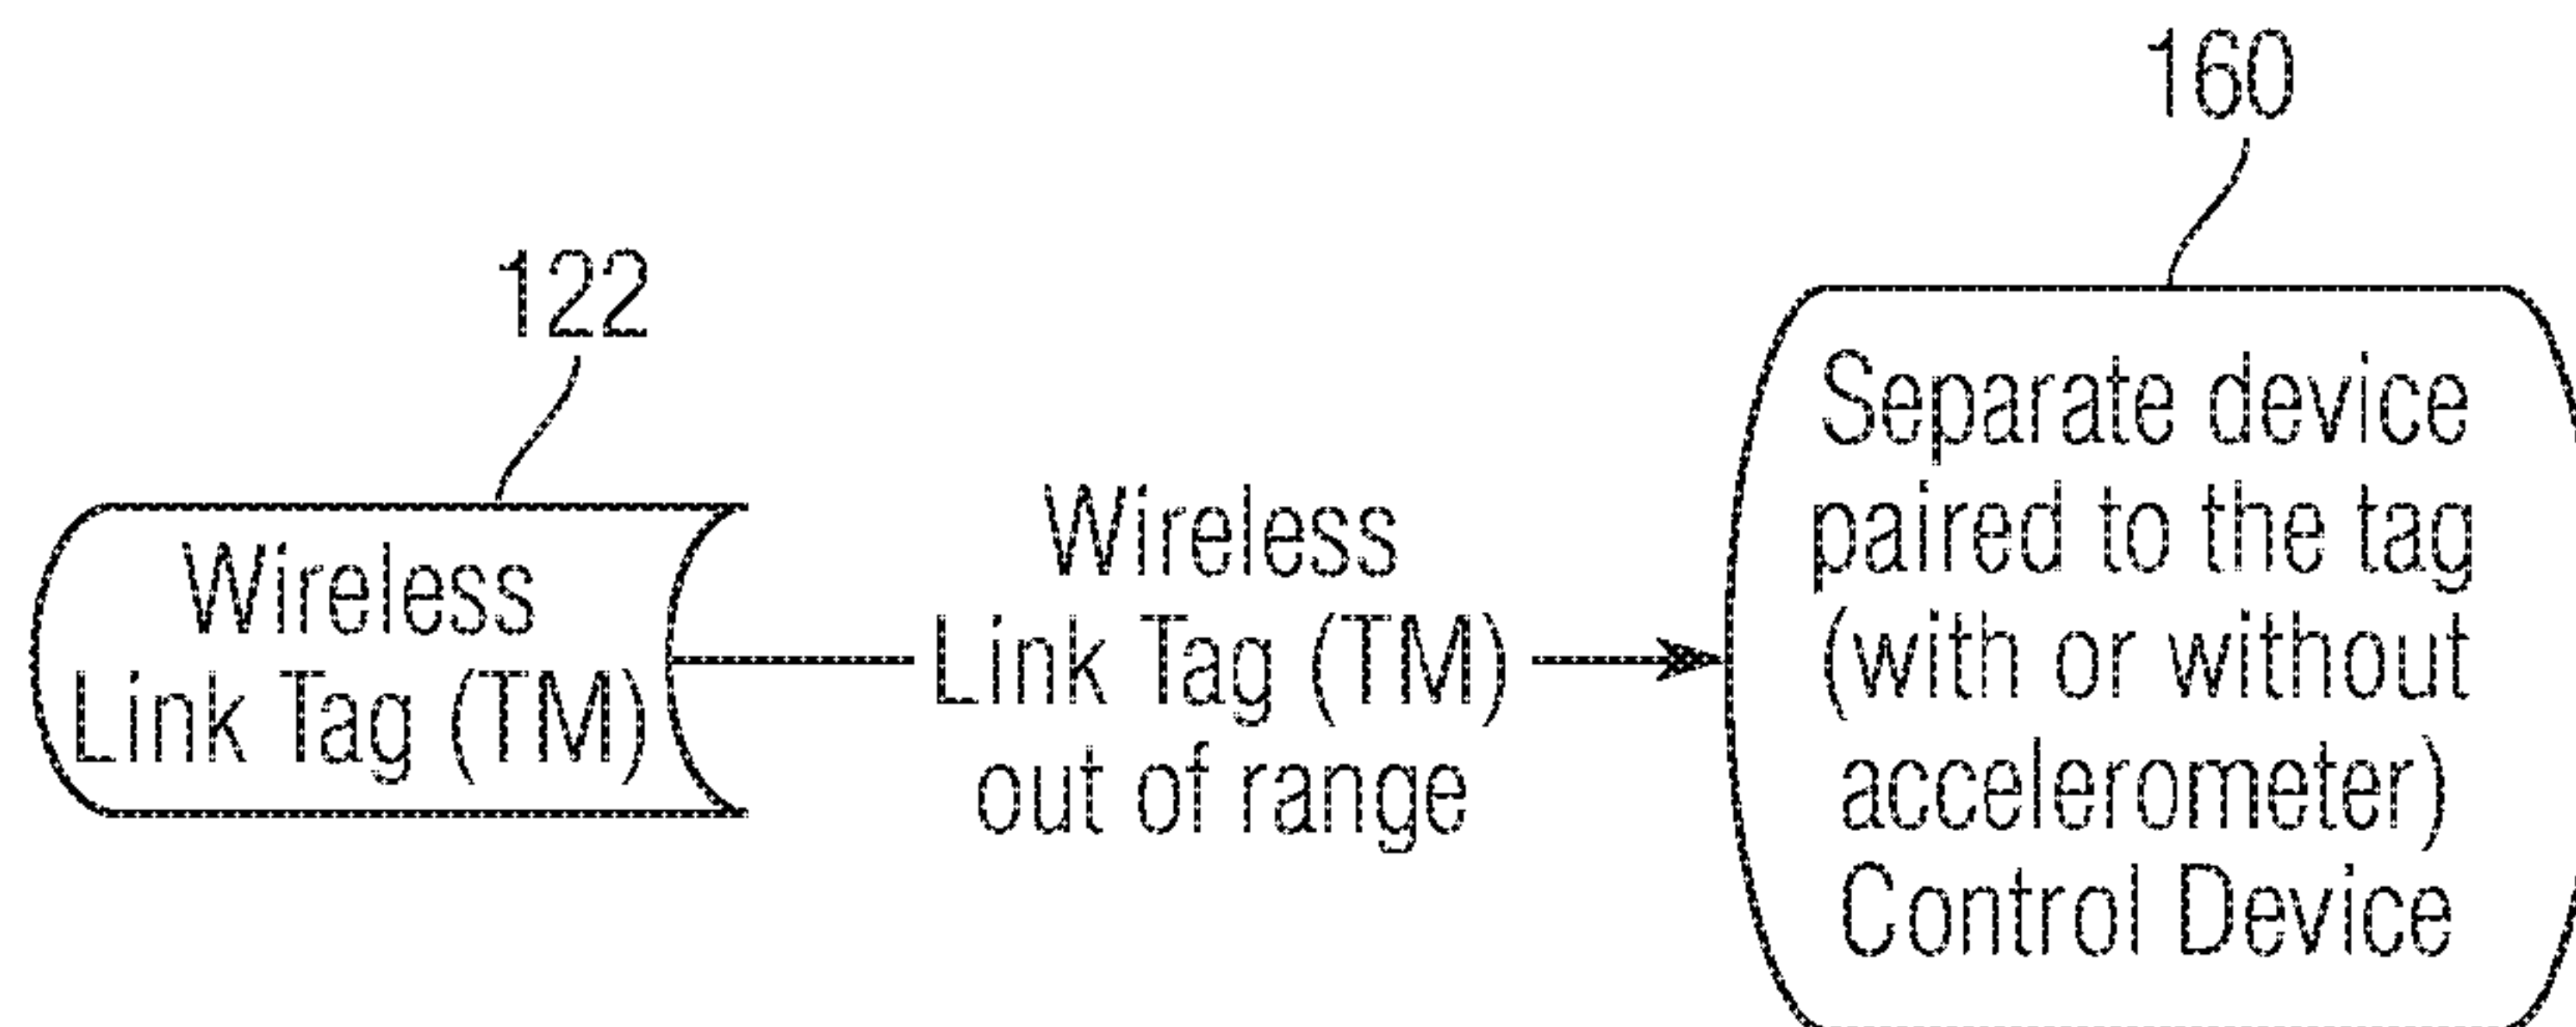 160
122
Wireless
Link Tag (TM)
Wireless
Link Tag (TM)
out of range
Separate device
paired to the tag
(with or without
accelerometer)
Control Device